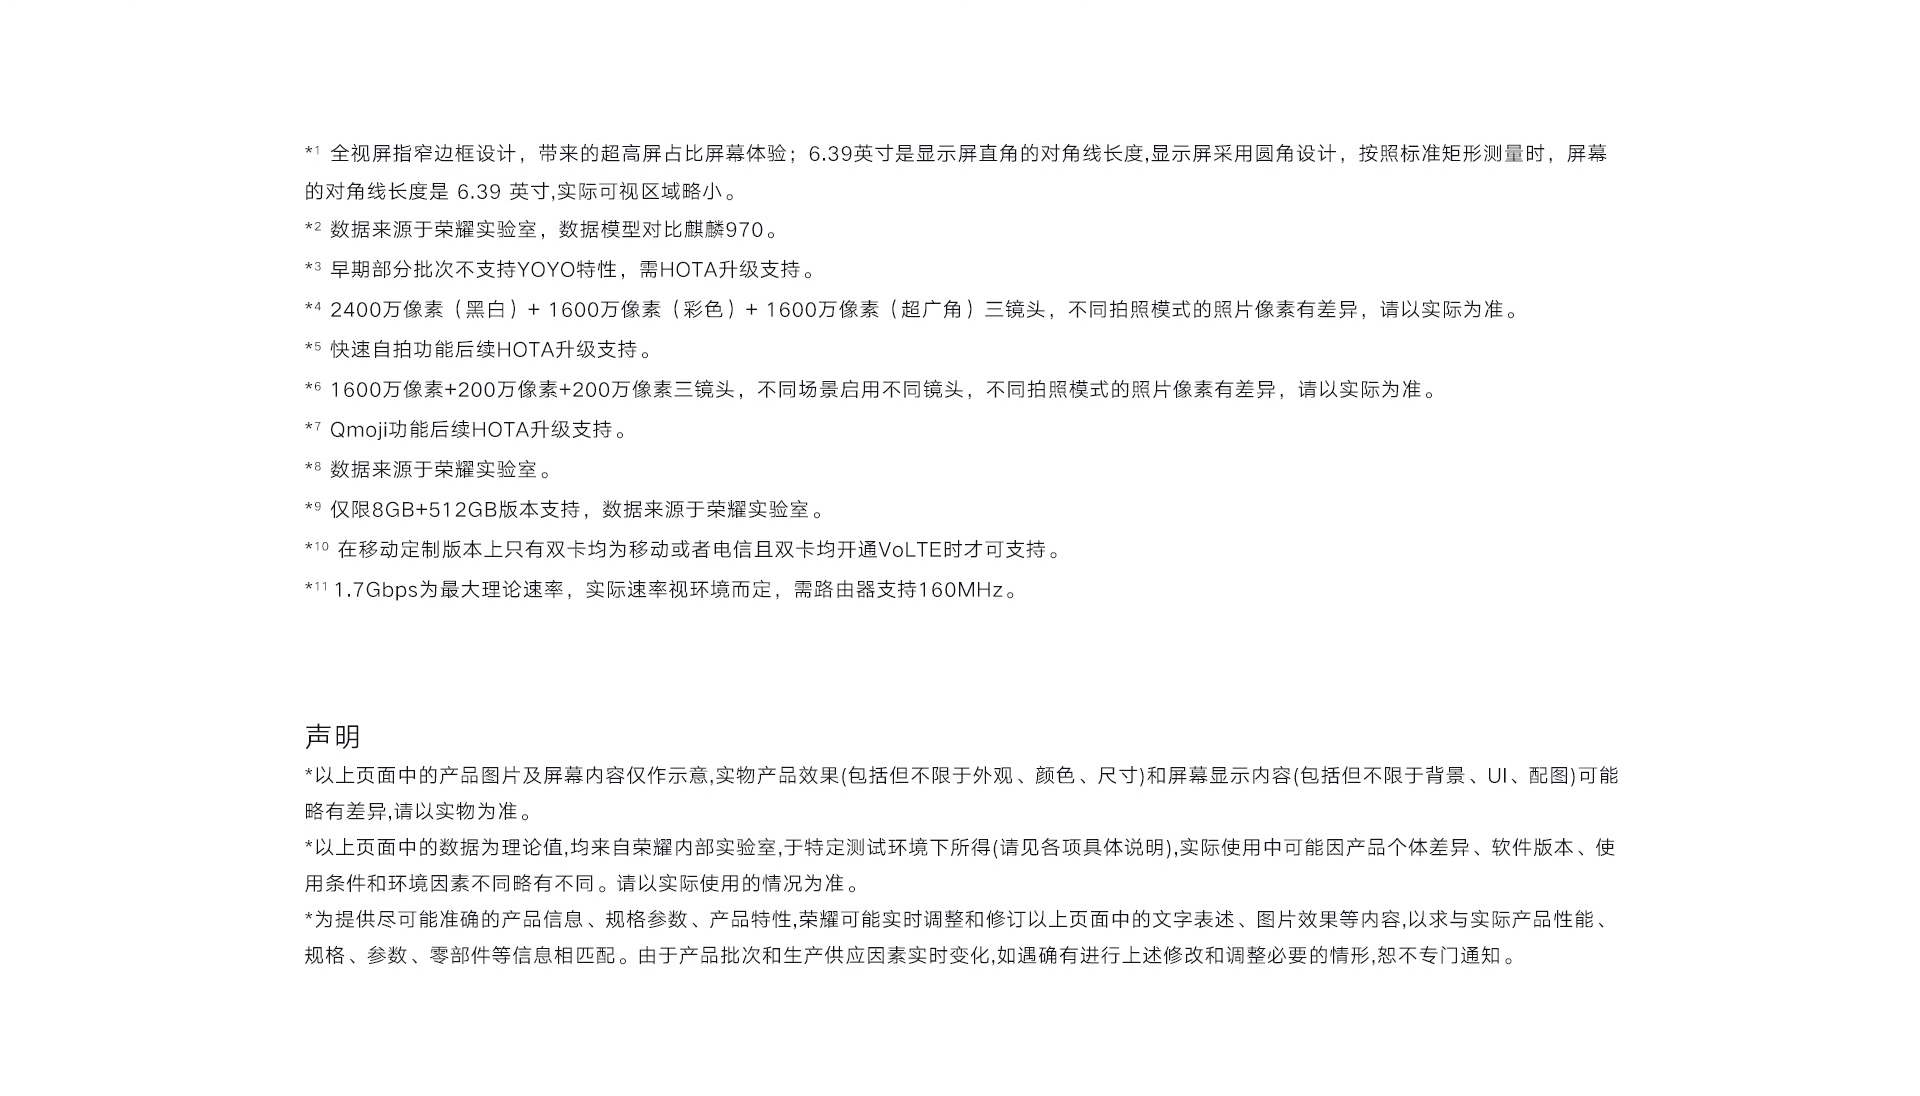 *1 全视屏指窄边框设计，带来的超高屏占比屏幕体验；6.39英寸是显示屏直角的对角线长度,显示屏采用圆角设计，按照标准矩形测量时，屏幕
的对角线长度是 6.39 英寸,实际可视区域略小。
*2 数据来源于荣耀实验室，数据模型对比麒麟970。
*3 早期部分批次不支持YOYO特性，需HOTA升级支持。
*4 2400万像素（黑白）+ 1600万像素（彩色）+ 1600万像素（超广角）三镜头，不同拍照模式的照片像素有差异，请以实际为准。
*5 快速自拍功能后续HOTA升级支持。
*6 1600万像素+200万像素+200万像素三镜头，不同场景启用不同镜头，不同拍照模式的照片像素有差异，请以实际为准。
*7 Qmoji功能后续HOTA升级支持。
*8 数据来源于荣耀实验室。
*9 仅限8GB+512GB版本支持，数据来源于荣耀实验室。
*10 在移动定制版本上只有双卡均为移动或者电信且双卡均开通VoLTE时才可支持。
*11 1.7Gbps为最大理论速率，实际速率视环境而定，需路由器支持160MHz。
声明
*以上页面中的产品图片及屏幕内容仅作示意,实物产品效果(包括但不限于外观、颜色、尺寸)和屏幕显示内容(包括但不限于背景、UI、配图)可能
略有差异,请以实物为准。
*以上页面中的数据为理论值,均来自荣耀内部实验室,于特定测试环境下所得(请见各项具体说明),实际使用中可能因产品个体差异、软件版本、使
用条件和环境因素不同略有不同。请以实际使用的情况为准。
*为提供尽可能准确的产品信息、规格参数、产品特性,荣耀可能实时调整和修订以上页面中的文字表述、图片效果等内容,以求与实际产品性能、
规格、参数、零部件等信息相匹配。由于产品批次和生产供应因素实时变化,如遇确有进行上述修改和调整必要的情形,恕不专门通知。